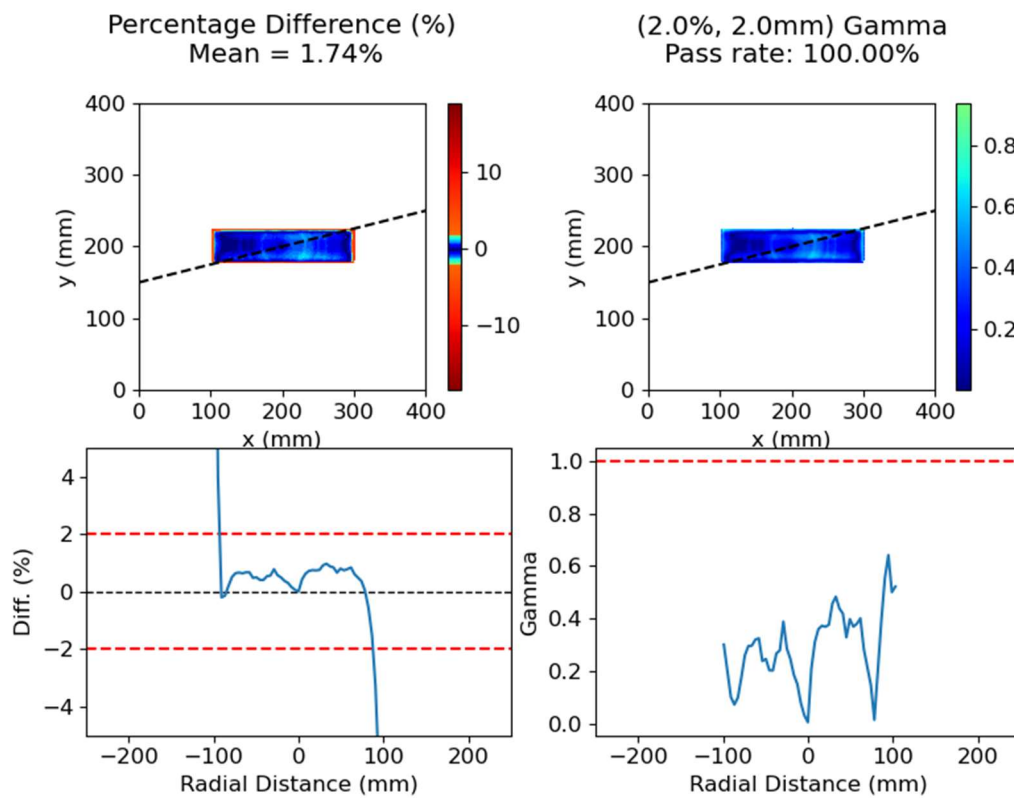 Percentage Difference (%)
Mean = 1.74%
(2.0%, 2.0mm) Gamma
Pass rate: 100.00%
400
300
200
100
0
y (mm)
0 100 200 300 400
x (mm)
10
0
−10
400
300
200
100
0
y (mm)
0 100 200 300 400
x (mm)
0.8
0.6
0.4
0.2
4
2
0
−2
−4
Diff. (%)
−200 −100 0 100 200
Radial Distance (mm)
1.0
0.8
0.6
0.4
0.2
0.0
Gamma
−200 −100 0 100 200
Radial Distance (mm)